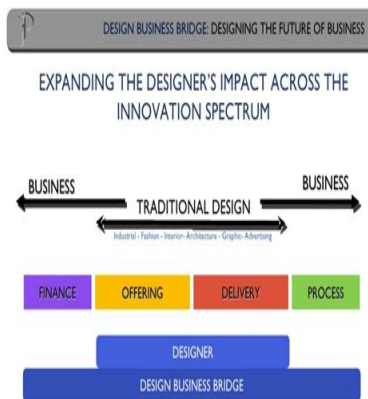 DESIGN BUSINESS BRIDGE: DESIGNING THE FUTURE OF BUSINESS
EXPANDING THE DESIGNER'S IMPACT ACROSS THE
INNOVATION SPECTRUM
BUSINESS
BUSINESS
TRADITIONAL DESIGN
Industrial - Fashion - Interior- Architecture - Graphic- Advertising
FINANCE
OFFERING
DELIVERY
PROCESS
DESIGNER
DESIGN BUSINESS BRIDGE